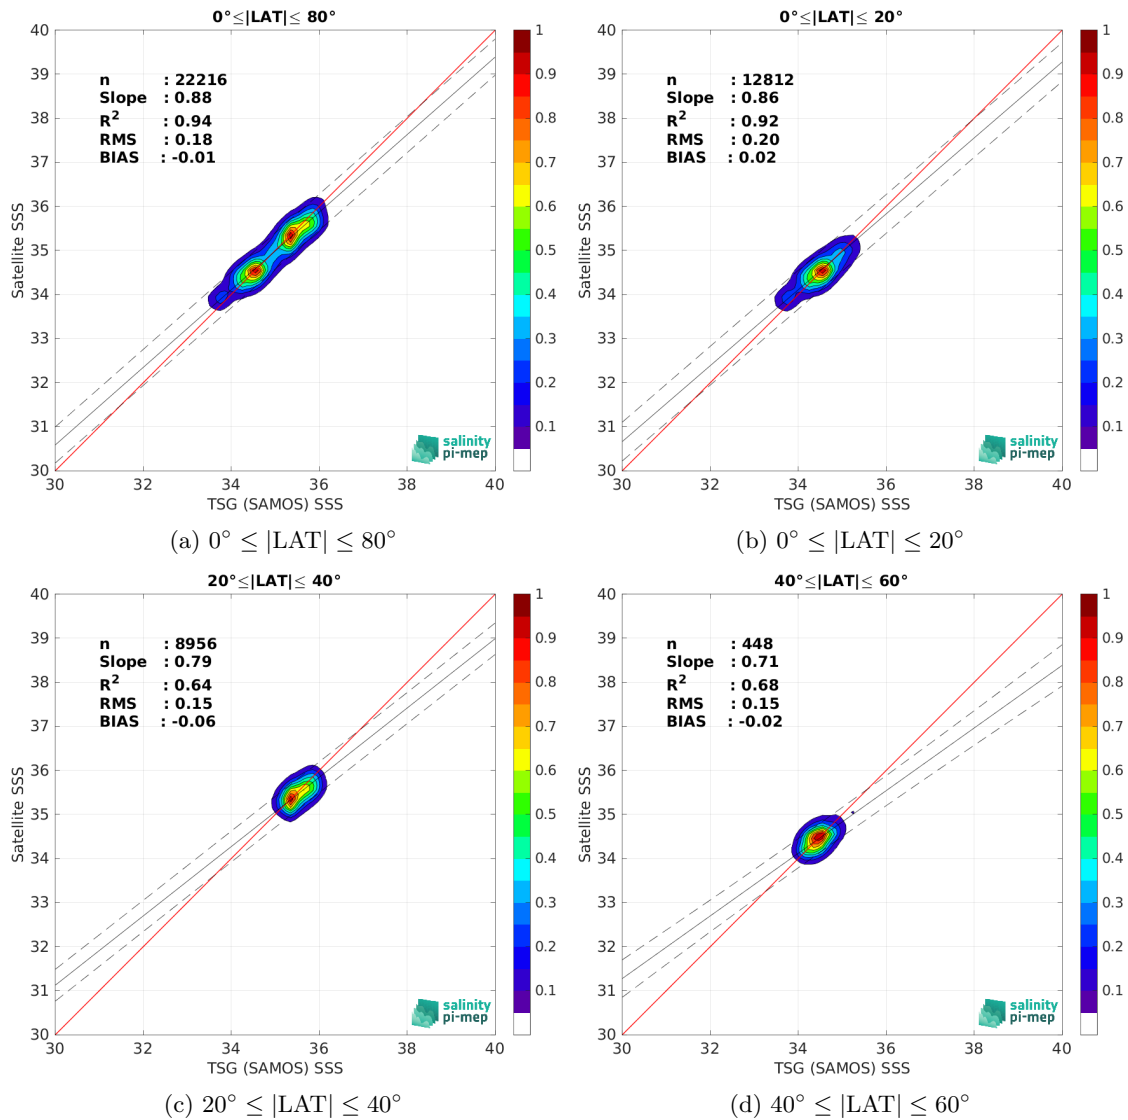 0°≤|LAT|≤ 80°
n : 22216
Slope : 0.88
R² : 0.94
RMS : 0.18
BIAS : -0.01
Satellite SSS
40
39
38
37
36
35
34
33
32
31
30
30 32 34 36 38 40
TSG (SAMOS) SSS
1
0.9
0.8
0.7
0.6
0.5
0.4
0.3
0.2
0.1
salinity
pi-mep
(a) 0° ≤ |LAT| ≤ 80°
0°≤|LAT|≤ 20°
n : 12812
Slope : 0.86
R² : 0.92
RMS : 0.20
BIAS : 0.02
Satellite SSS
40
39
38
37
36
35
34
33
32
31
30
30 32 34 36 38 40
TSG (SAMOS) SSS
1
0.9
0.8
0.7
0.6
0.5
0.4
0.3
0.2
0.1
salinity
pi-mep
(b) 0° ≤ |LAT| ≤ 20°
20°≤|LAT|≤ 40°
n : 8956
Slope : 0.79
R² : 0.64
RMS : 0.15
BIAS : -0.06
Satellite SSS
40
39
38
37
36
35
34
33
32
31
30
30 32 34 36 38 40
TSG (SAMOS) SSS
1
0.9
0.8
0.7
0.6
0.5
0.4
0.3
0.2
0.1
salinity
pi-mep
(c) 20° ≤ |LAT| ≤ 40°
40°≤|LAT|≤ 60°
n : 448
Slope : 0.71
R² : 0.68
RMS : 0.15
BIAS : -0.02
Satellite SSS
40
39
38
37
36
35
34
33
32
31
30
30 32 34 36 38 40
TSG (SAMOS) SSS
1
0.9
0.8
0.7
0.6
0.5
0.4
0.3
0.2
0.1
salinity
pi-mep
(d) 40° ≤ |LAT| ≤ 60°